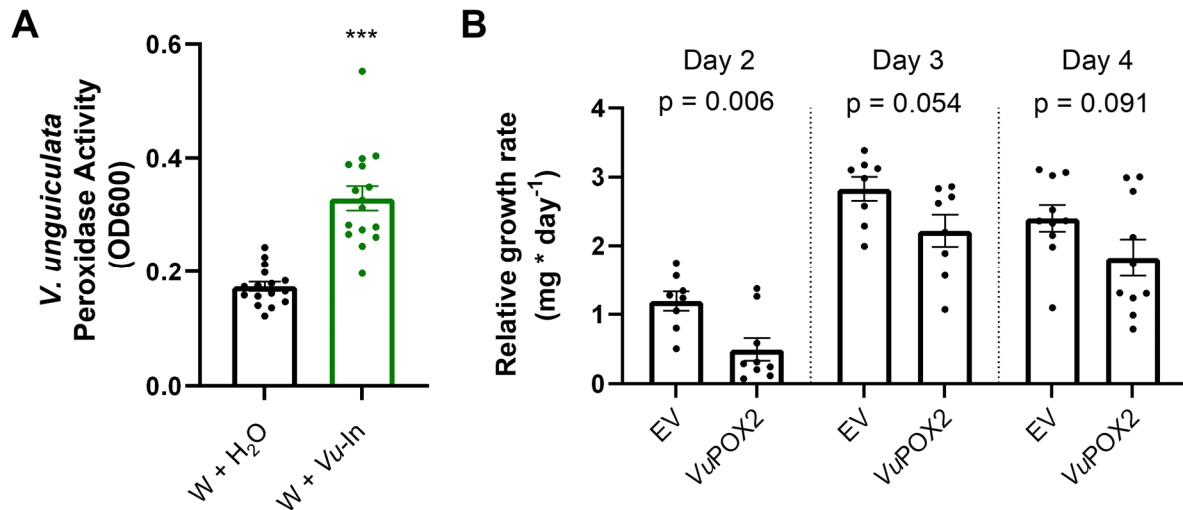 A
V. unguiculata
Peroxidase Activity
(OD600)
0.6
0.4
0.2
0.0
***
W + H₂O
W + Vu-In
B
Relative growth rate
(mg * day⁻¹)
4
3
2
1
0
Day 2
p = 0.006
Day 3
p = 0.054
Day 4
p = 0.091
EV
VuPOX2
EV
VuPOX2
EV
VuPOX2